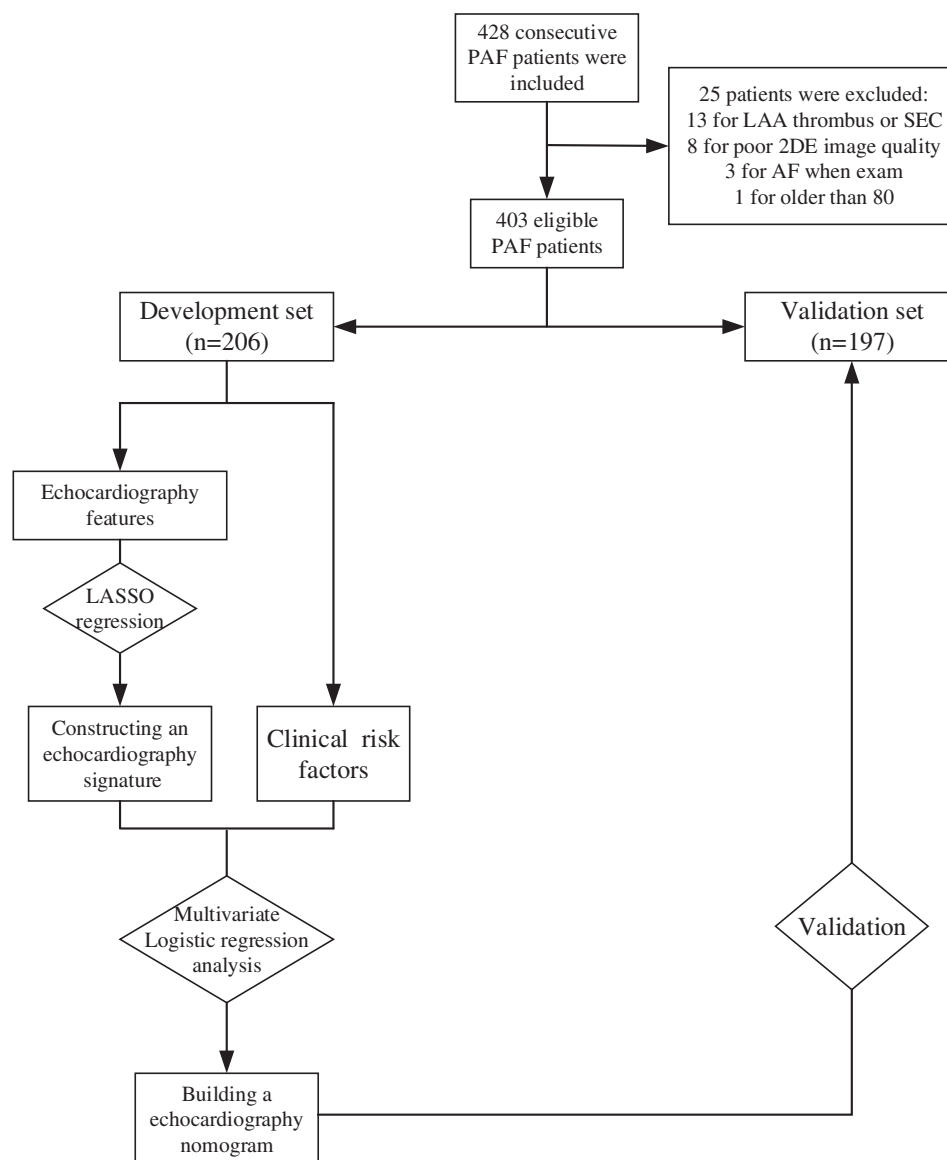 428 consecutive
PAF patients were
included
25 patients were excluded:
13 for LAA thrombus or SEC
8 for poor 2DE image quality
3 for AF when exam
1 for older than 80
403 eligible
PAF patients
Development set
(n=206)
Validation set
(n=197)
Echocardiography
features
LASSO
regression
Constructing an
echocardiography
signature
Clinical risk
factors
Multivariate
Logistic regression
analysis
Validation
Building a
echocardiography
nomogram